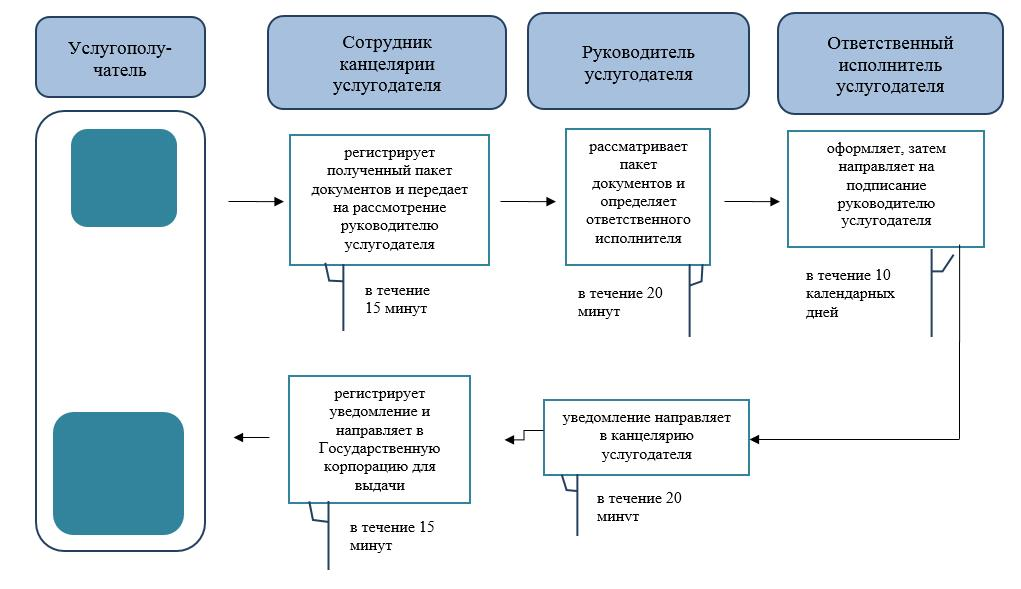 Услугополу-
чатель
Сотрудник
канцелярии
услугодателя
Руководитель
услугодателя
Ответственный
исполнитель
услугодателя
регистрирует
полученный пакет
документов и передает
на рассмотрение
руководителю
услугодателя
рассматривает
пакет
документов и
определяет
ответственного
исполнителя
оформляет, затем
направляет на
подписание
руководителю
услугодателя
в течение
15 минут
в течение 20
минут
в течение 10
календарных
дней
регистрирует
уведомление и
направляет в
Государственную
корпорацию для
выдачи
уведомление направляет
в канцелярию
услугодателя
в течение 15
минут
в течение 20
минут